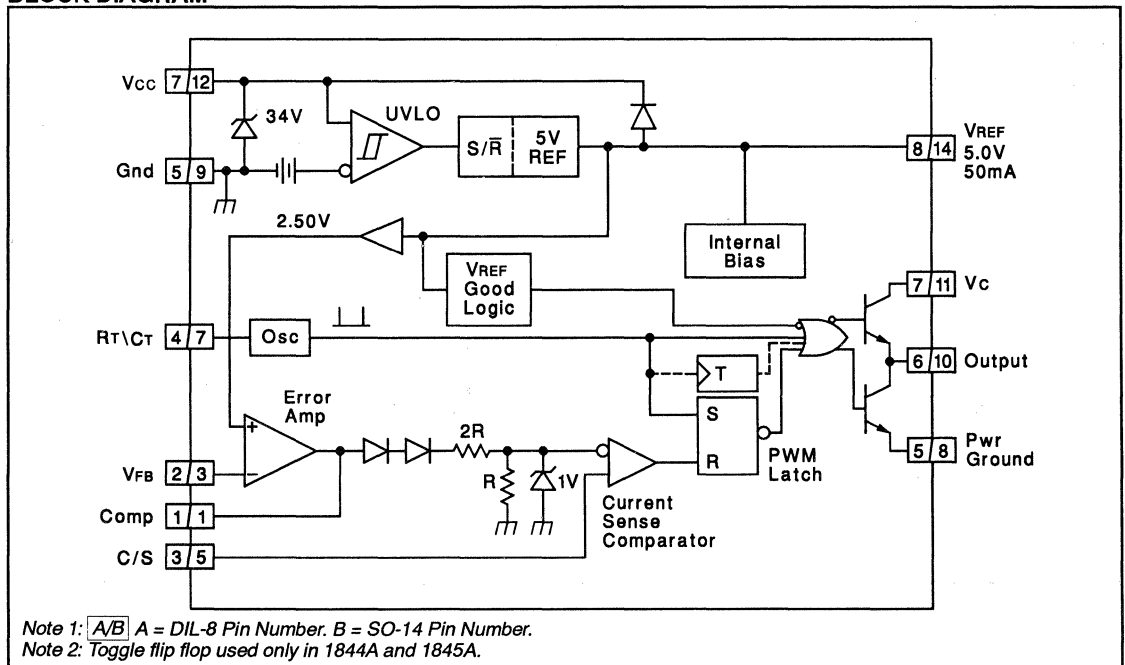 BLOCK DIAGRAM
Vcc 7/12
34V
UVLO
S/R̅
5V
REF
VREF
8/14 5.0V
50mA
Gnd 5/9
2.50V
Internal
Bias
VREF
Good
Logic
7/11 Vc
RT\CT 4/7
Osc
6/10 Output
T
Error
Amp
+
−
2R
S
R
PWM
Latch
5/8 Pwr
Ground
VFB 2/3
R
1V
Comp 1/1
Current
Sense
Comparator
C/S 3/5
Note 1: A/B A = DIL-8 Pin Number. B = SO-14 Pin Number.
Note 2: Toggle flip flop used only in 1844A and 1845A.